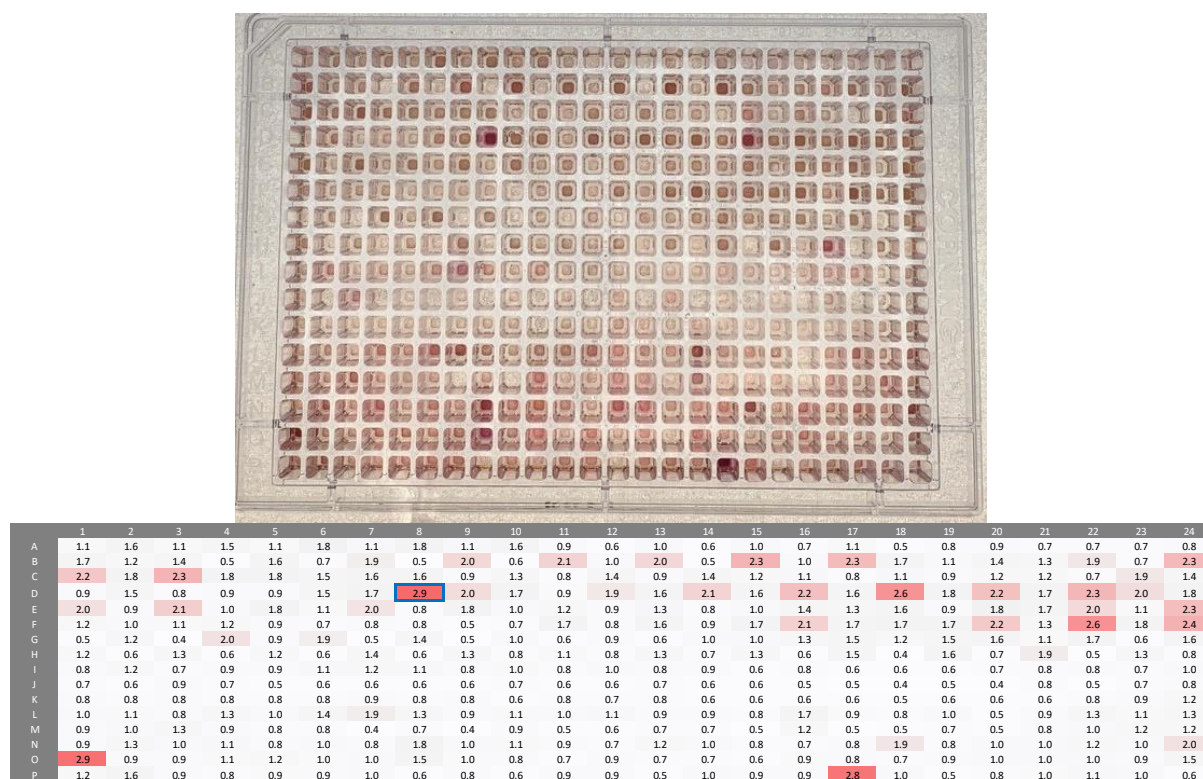 1 2 3 4 5 6 7 8 9 10 11 12 13 14 15 16 17 18 19 20 21 22 23 24
A 1.1 1.6 1.1 1.5 1.1 1.8 1.1 1.8 1.1 1.6 0.9 0.6 1.0 0.6 1.0 0.7 1.1 0.5 0.8 0.9 0.7 0.7 0.7 0.8
B 1.7 1.2 1.4 0.5 1.6 0.7 1.9 0.5 2.0 0.6 2.1 1.0 2.0 0.5 2.3 1.0 2.3 1.7 1.1 1.4 1.3 1.9 0.7 2.3
C 2.2 1.8 2.3 1.8 1.8 1.5 1.6 1.6 0.9 1.3 0.8 1.4 0.9 1.4 1.2 1.1 0.8 1.1 0.9 1.2 1.2 0.7 1.9 1.4
D 0.9 1.5 0.8 0.9 0.9 1.5 1.7 2.9 2.0 1.7 0.9 1.9 1.6 2.1 1.6 2.2 1.6 2.6 1.8 2.2 1.7 2.3 2.0 1.8
E 2.0 0.9 2.1 1.0 1.8 1.1 2.0 0.8 1.8 1.0 1.2 0.9 1.3 0.8 1.0 1.4 1.3 1.6 0.9 1.8 1.7 2.0 1.1 2.3
F 1.2 1.0 1.1 1.2 0.9 0.7 0.8 0.8 0.5 0.7 1.7 0.8 1.6 0.9 1.7 2.1 1.7 1.7 1.7 2.2 1.3 2.6 1.8 2.4
G 0.5 1.2 0.4 2.0 0.9 1.9 0.5 1.4 0.5 1.0 0.6 0.9 0.6 1.0 1.0 1.3 1.5 1.2 1.5 1.6 1.1 1.7 0.6 1.6
H 1.2 0.6 1.3 0.6 1.2 0.6 1.4 0.6 1.3 0.8 1.1 0.8 1.3 0.7 1.3 0.6 1.5 0.4 1.6 0.7 1.9 0.5 1.3 0.8
I 0.8 1.2 0.7 0.9 0.9 1.1 1.2 1.1 0.8 1.0 0.8 1.0 0.8 0.9 0.6 0.8 0.6 0.6 0.6 0.7 0.8 0.8 0.7 1.0
J 0.7 0.6 0.9 0.7 0.5 0.6 0.6 0.6 0.6 0.7 0.6 0.6 0.7 0.6 0.6 0.5 0.5 0.4 0.5 0.4 0.8 0.5 0.7 0.8
K 0.8 0.8 0.8 0.8 0.8 0.8 0.9 0.8 0.8 0.6 0.8 0.7 0.8 0.6 0.6 0.6 0.6 0.5 0.6 0.6 0.6 0.8 0.9 1.2
L 1.0 1.1 0.8 1.3 1.0 1.4 1.9 1.3 0.9 1.1 1.0 1.1 0.9 0.9 0.8 1.7 0.9 0.8 1.0 0.5 0.9 1.3 1.1 1.3
M 0.9 1.0 1.3 0.9 0.8 0.8 0.4 0.7 0.4 0.9 0.5 0.6 0.7 0.7 0.5 1.2 0.5 0.5 0.7 0.5 0.8 1.0 1.2 1.2
N 0.9 1.3 1.0 1.1 0.8 1.0 0.8 1.8 1.0 1.1 0.9 0.7 1.2 1.0 0.8 0.7 0.8 1.9 0.8 1.0 1.0 1.2 1.0 2.0
O 2.9 0.9 0.9 1.1 1.2 1.0 1.0 1.5 1.0 0.8 0.7 0.9 0.7 0.7 0.6 0.9 0.8 0.7 0.8 1.0 1.0 0.9 0.9 1.5
P 1.2 1.6 0.9 0.8 0.9 0.9 1.0 0.6 0.8 0.6 0.9 0.9 0.5 1.0 0.9 0.9 2.8 1.0 0.5 0.8 1.0 1.1 1.0 0.9